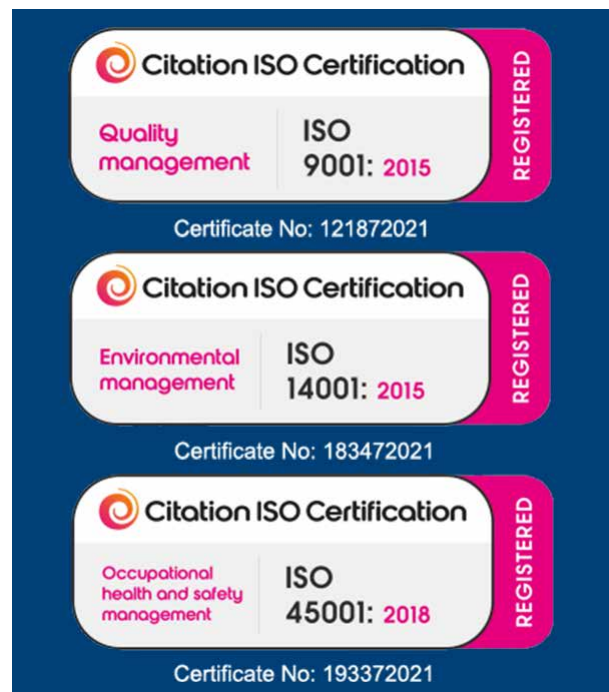 Citation ISO Certification
Quality
management
ISO
9001: 2015
REGISTERED
Certificate No: 121872021
Citation ISO Certification
Environmental
management
ISO
14001: 2015
REGISTERED
Certificate No: 183472021
Citation ISO Certification
Occupational
health and safety
management
ISO
45001: 2018
REGISTERED
Certificate No: 193372021